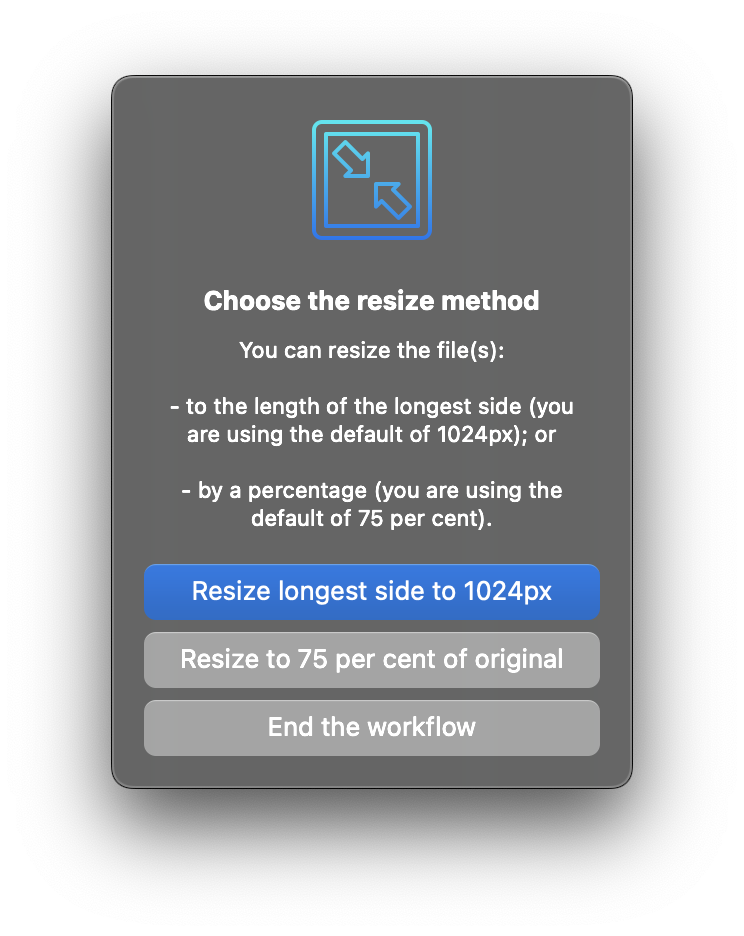 Choose the resize method
You can resize the file(s):
- to the length of the longest side (you
are using the default of 1024px); or
- by a percentage (you are using the
default of 75 per cent).
Resize longest side to 1024px
Resize to 75 per cent of original
End the workflow